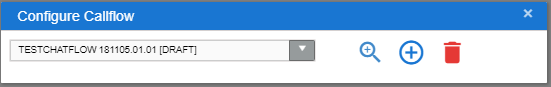 Configure Callflow
TESTCHATFLOW 181105.01.01 [DRAFT]